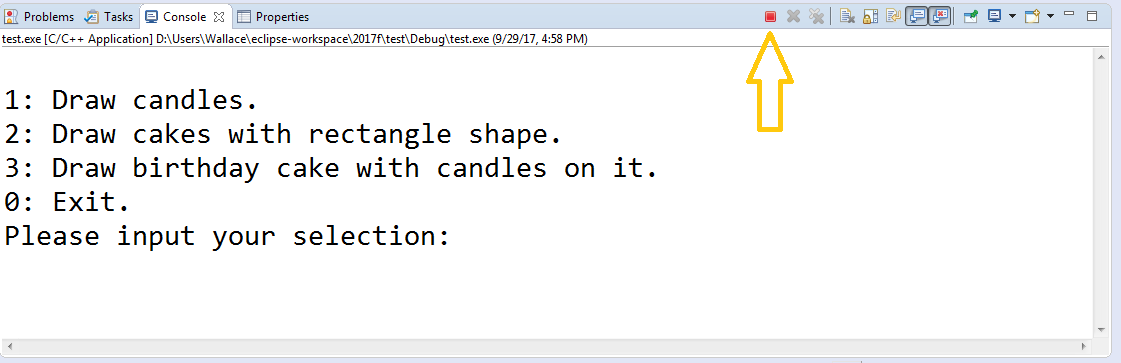 Problems Tasks Console Properties
test.exe [C/C++ Application] D:\Users\Wallace\eclipse-workspace\2017f\test\Debug\test.exe (9/29/17, 4:58 PM)
1: Draw candles.
2: Draw cakes with rectangle shape.
3: Draw birthday cake with candles on it.
0: Exit.
Please input your selection: